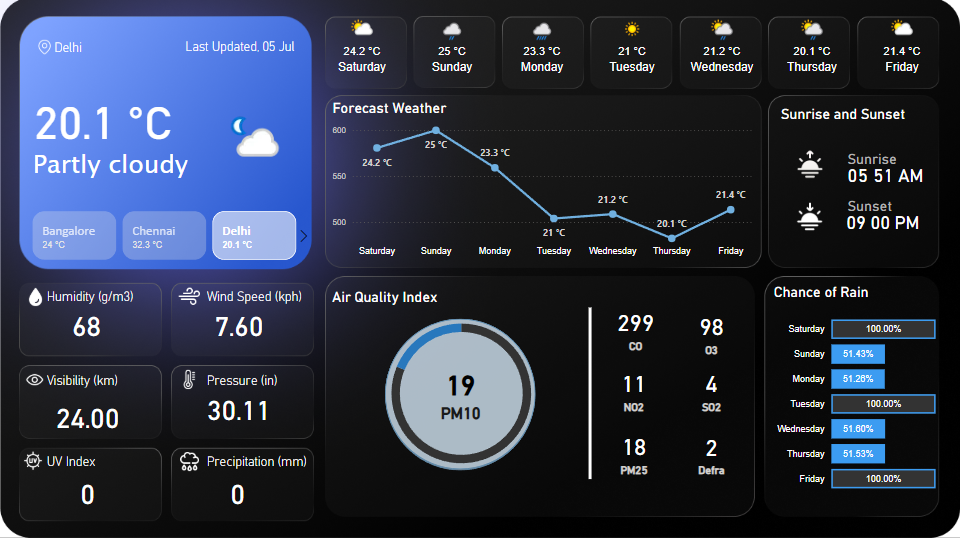 Delhi
Last Updated, 05 Jul
20.1 °C
Partly cloudy
Bangalore
24 °C
Chennai
32.3 °C
Delhi
20.1 °C
24.2 °C
Saturday
25 °C
Sunday
23.3 °C
Monday
21 °C
Tuesday
21.2 °C
Wednesday
20.1 °C
Thursday
21.4 °C
Friday
Forecast Weather
600
550
500
24.2 °C
25 °C
23.3 °C
21 °C
21.2 °C
20.1 °C
21.4 °C
Saturday
Sunday
Monday
Tuesday
Wednesday
Thursday
Friday
Sunrise and Sunset
Sunrise
05 51 AM
Sunset
09 00 PM
Humidity (g/m3)
68
Wind Speed (kph)
7.60
Visibility (km)
24.00
Pressure (in)
30.11
UV
UV Index
0
Precipitation (mm)
0
Air Quality Index
19
PM10
299
CO
98
O3
11
NO2
4
SO2
18
PM25
2
Defra
Chance of Rain
Saturday 100.00%
Sunday 51.43%
Monday 51.26%
Tuesday 100.00%
Wednesday 51.60%
Thursday 51.53%
Friday 100.00%